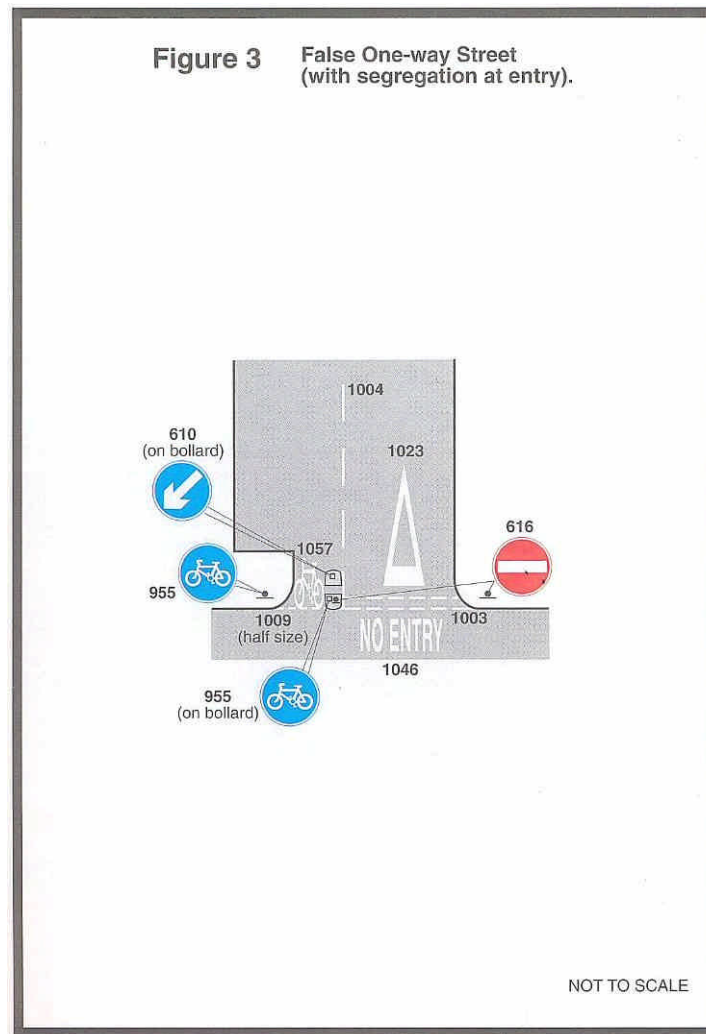 Figure 3 False One-way Street
(with segregation at entry).
1004
610
(on bollard)
1023
1057
616
955
1009
(half size)
NO ENTRY
1003
1046
955
(on bollard)
NOT TO SCALE